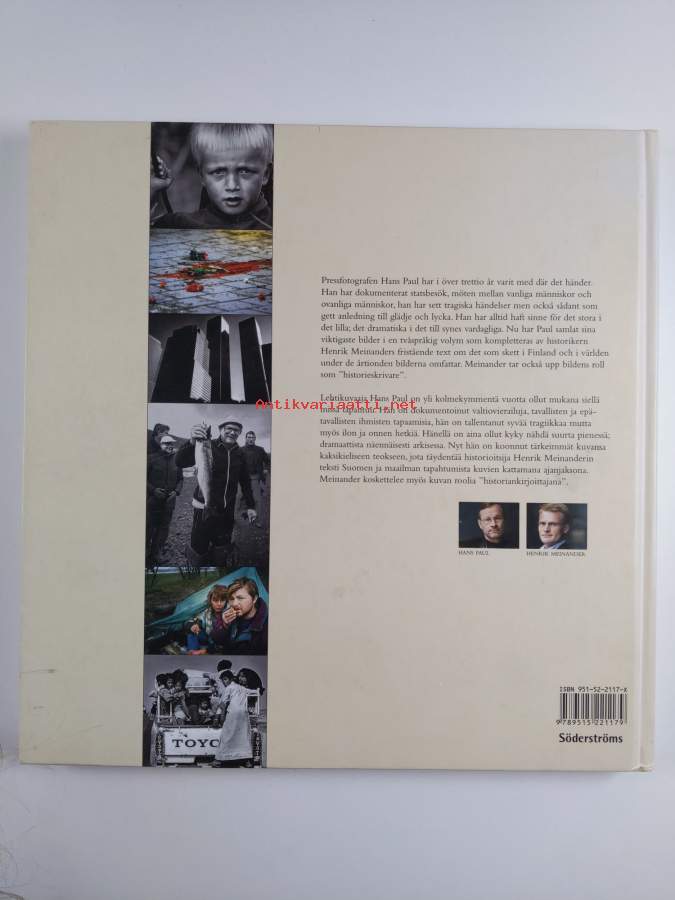 Pressfotografen Hans Paul har i över trettio år varit med där det händer.
Han har dokumenterat statsbesök, möten mellan vanliga människor och
ovanliga människor, han har sett tragiska händelser men också sådant som
gett anledning till glädje och lycka. Han har alltid haft sinne för det stora i
det lilla; det dramatiska i det till synes vardagliga. Nu har Paul samlat sina
viktigaste bilder i en tvåspråkig volym som kompletteras av historikern
Henrik Meinanders fristående text om det som skett i Finland och i världen
under de årtionden bilderna omfattar. Meinander tar också upp bildens roll
som ”historieskrivare”.
Lehtikuvaaja Hans Paul on yli kolmekymmentä vuotta ollut mukana siellä
missä tapahtuu. Hän on dokumentoinut valtiovierailuja, tavallisten ja epä-
tavallisten ihmisten tapaamisia, hän on tallentanut syvää tragiikkaa mutta
myös ilon ja onnen hetkiä. Hänellä on aina ollut kyky nähdä suurta pienessä;
dramaattista näennäisesti arkisessa. Nyt hän on koonnut tärkeimmät kuvansa
kaksikieliseen teokseen, jota täydentää historioitsija Henrik Meinanderin
teksti Suomen ja maailman tapahtumista kuvien kattamana ajanjaksona.
Meinander koskettelee myös kuvan roolia ”historiankirjoittajana”.
Antikvariaatti.net
HANS PAUL
HENRIK MEINANDER
TOYO
ISBN 951-52-2117-X
9789515221179
Söderströms